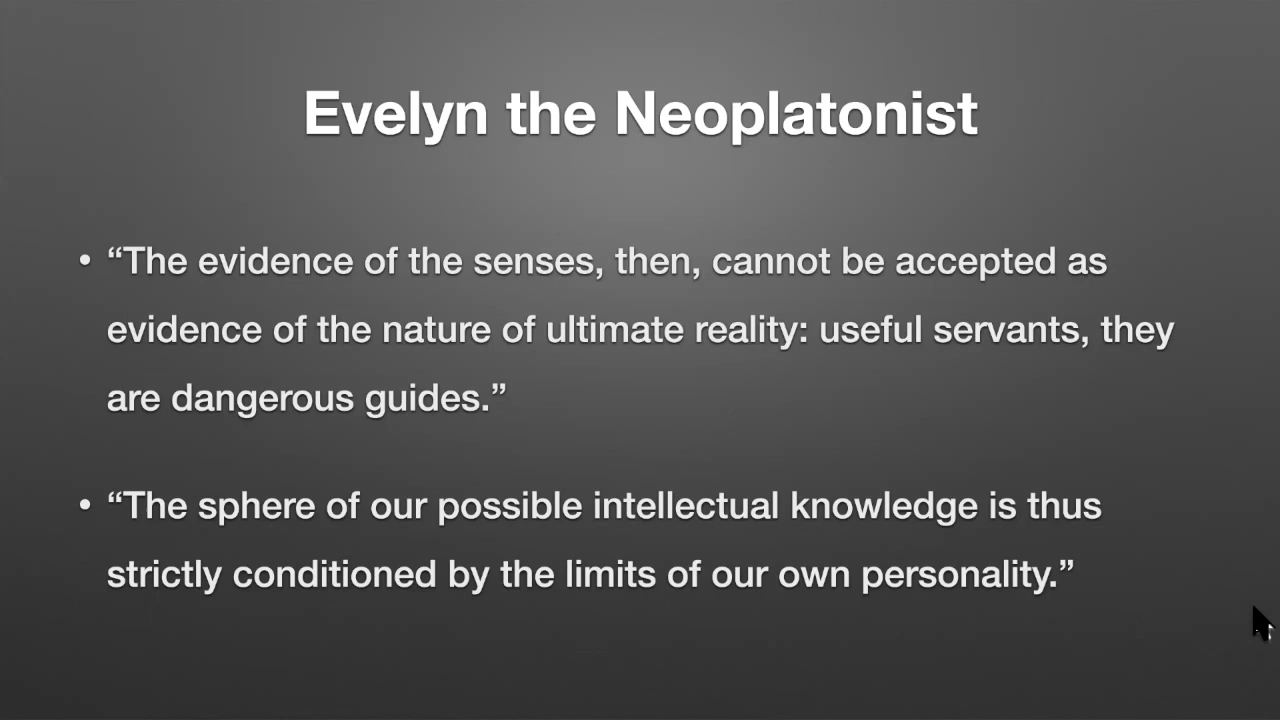 Evelyn the Neoplatonist
• “The evidence of the senses, then, cannot be accepted as
evidence of the nature of ultimate reality: useful servants, they
are dangerous guides.”
• “The sphere of our possible intellectual knowledge is thus
strictly conditioned by the limits of our own personality.”